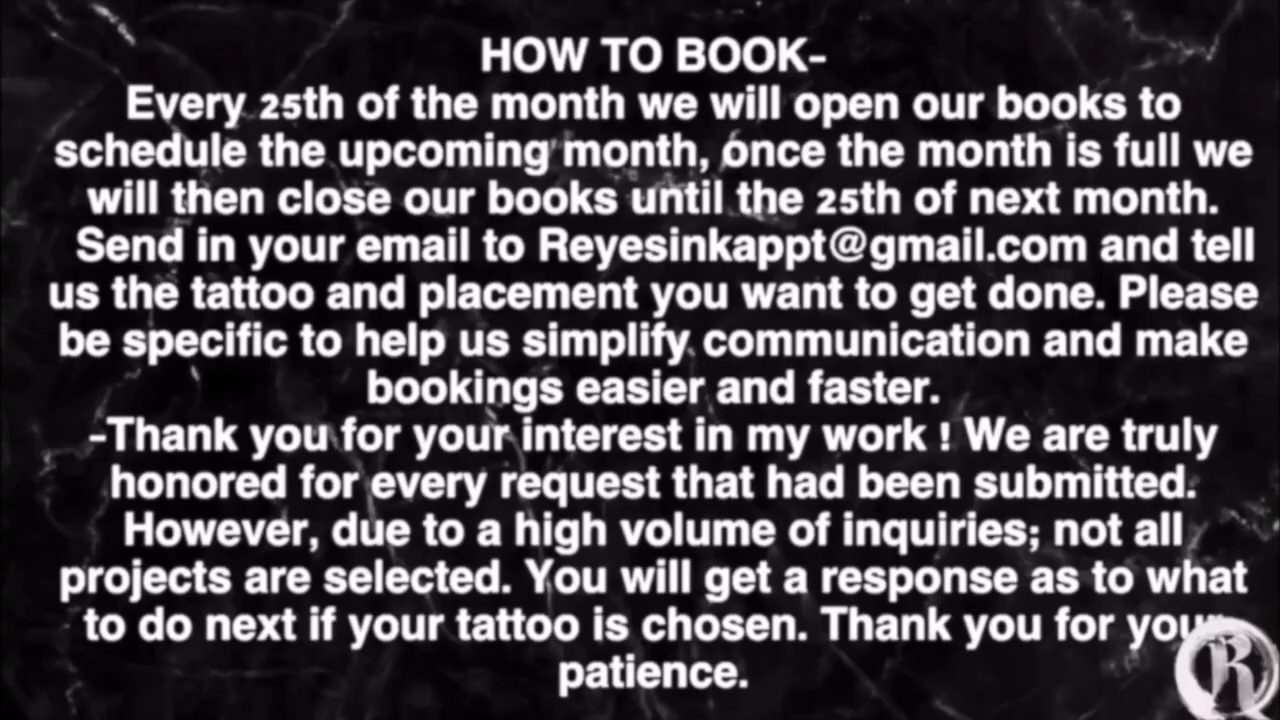 HOW TO BOOK-
Every 25th of the month we will open our books to
schedule the upcoming month, once the month is full we
will then close our books until the 25th of next month.
Send in your email to Reyesinkappt@gmail.com and tell
us the tattoo and placement you want to get done. Please
be specific to help us simplify communication and make
bookings easier and faster.
-Thank you for your interest in my work ! We are truly
honored for every request that had been submitted.
However, due to a high volume of inquiries; not all
projects are selected. You will get a response as to what
to do next if your tattoo is chosen. Thank you for your
patience.
R